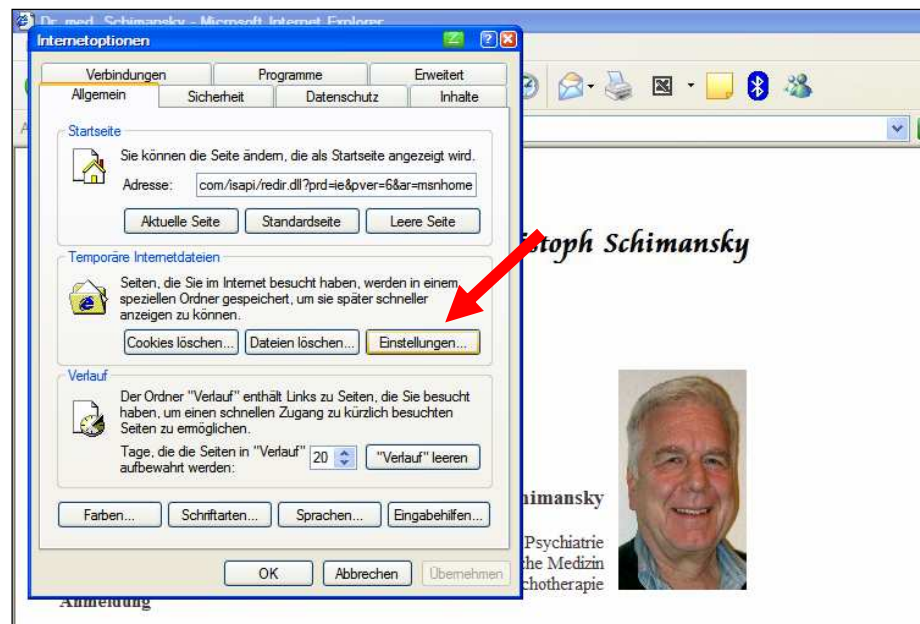 Dr. med. Schimansky - Microsoft Internet Explorer
Internetoptionen
Verbindungen Programme Erweitert
Allgemein Sicherheit Datenschutz Inhalte
Startseite
Sie können die Seite ändern, die als Startseite angezeigt wird.
Adresse: com/isapi/redir.dll?prd=ie&pver=6&ar=msnhome
Aktuelle Seite Standardseite Leere Seite
Temporäre Internetdateien
Seiten, die Sie im Internet besucht haben, werden in einem
speziellen Ordner gespeichert, um sie später schneller
anzeigen zu können.
Cookies löschen... Dateien löschen... Einstellungen...
Verlauf
Der Ordner "Verlauf" enthält Links zu Seiten, die Sie besucht
haben, um einen schnellen Zugang zu kürzlich besuchten
Seiten zu ermöglichen.
Tage, die die Seiten in "Verlauf"
aufbewahrt werden: 20 "Verlauf" leeren
Farben... Schriftarten... Sprachen... Eingabehilfen...
OK Abbrechen Übernehmen
stoph Schimansky
himansky
Psychiatrie
che Medizin
chotherapie
Anmeldung